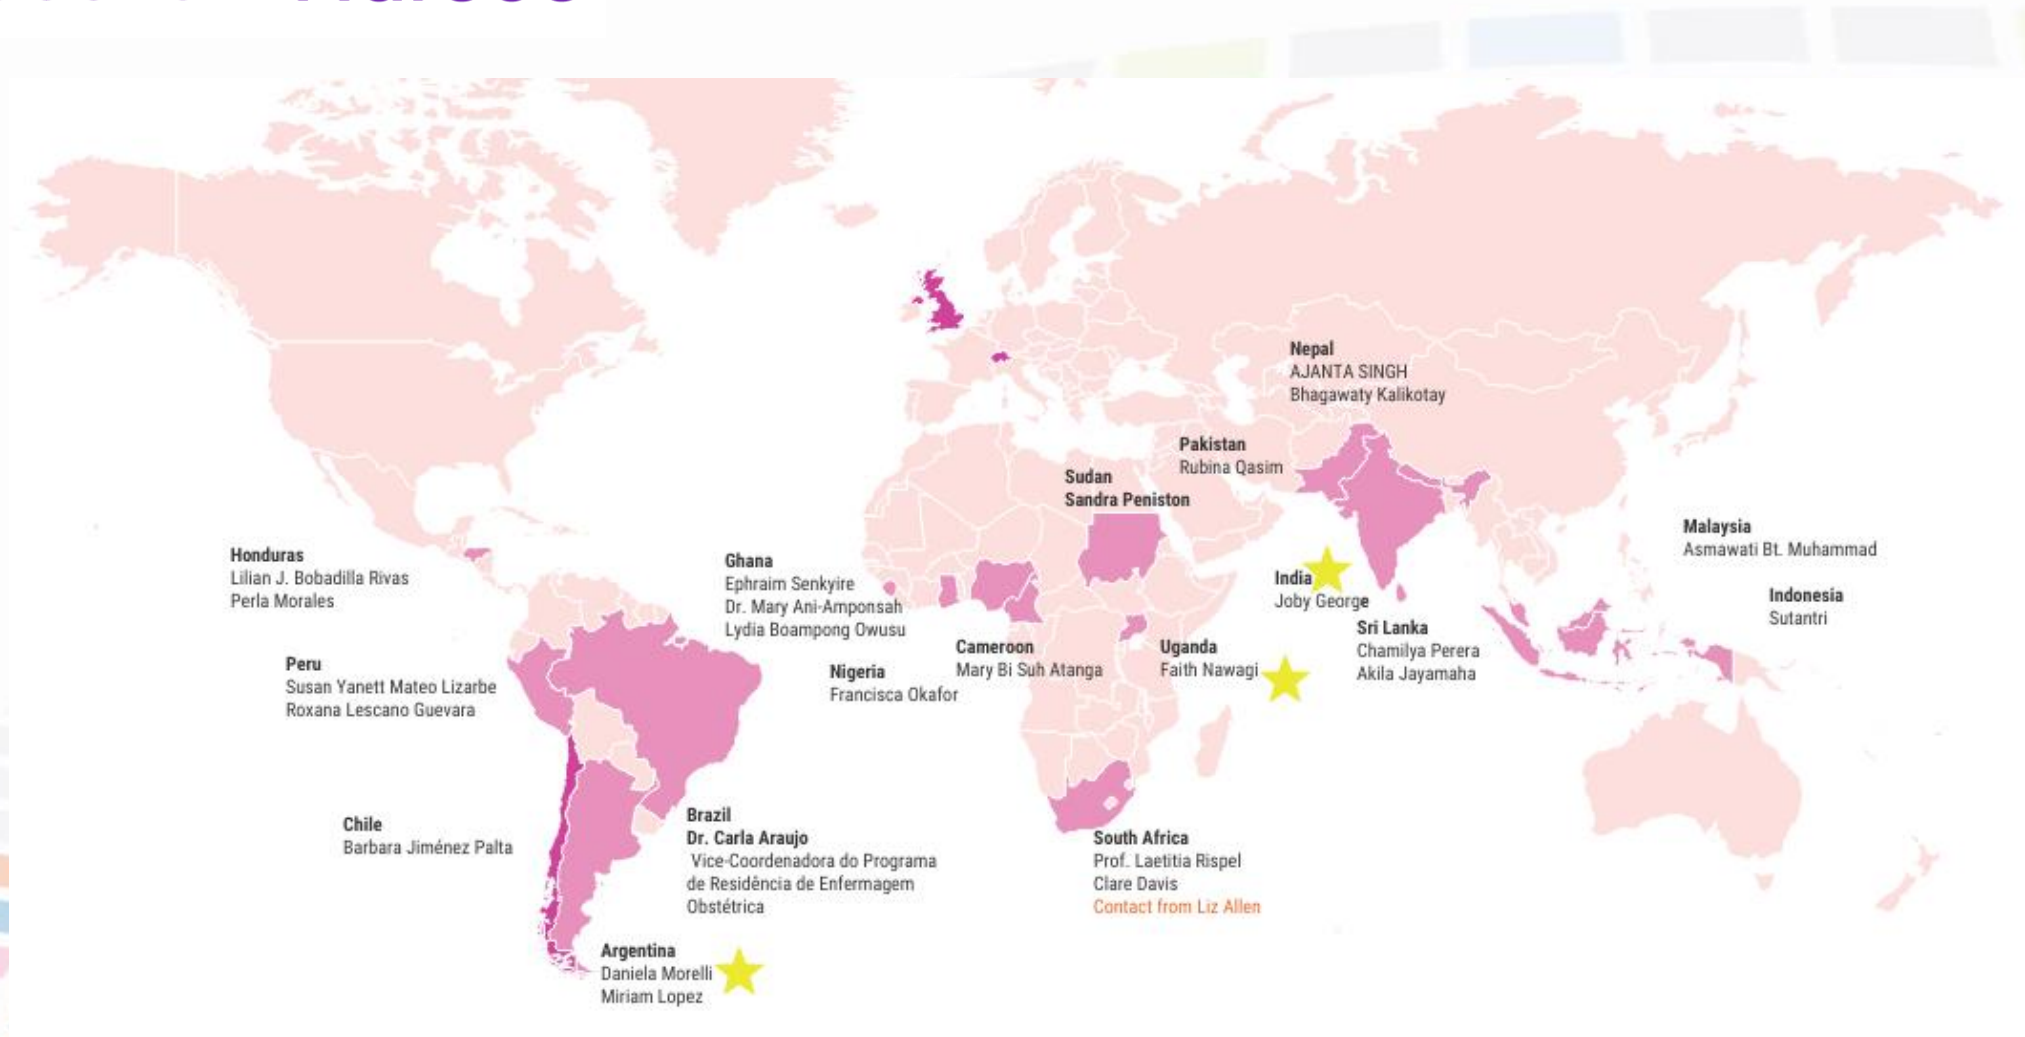 Nepal
AJANTA SINGH
Bhagawaty Kalikotay
Pakistan
Rubina Qasim
Sudan
Sandra Peniston
Malaysia
Asmawati Bt. Muhammad
Honduras
Lilian J. Bobadilla Rivas
Perla Morales
Ghana
Ephraim Senkyire
Dr. Mary Ani-Amponsah
Lydia Boampong Owusu
India
Joby George
Indonesia
Sutantri
Sri Lanka
Chamilya Perera
Akila Jayamaha
Cameroon
Mary Bi Suh Atanga
Uganda
Faith Nawagi
Peru
Susan Yanett Mateo Lizarbe
Roxana Lescano Guevara
Nigeria
Francisca Okafor
Chile
Barbara Jiménez Palta
Brazil
Dr. Carla Araujo
Vice-Coordenadora do Programa
de Residência de Enfermagem
Obstétrica
South Africa
Prof. Laetitia Rispel
Clare Davis
Contact from Liz Allen
Argentina
Daniela Morelli
Miriam Lopez